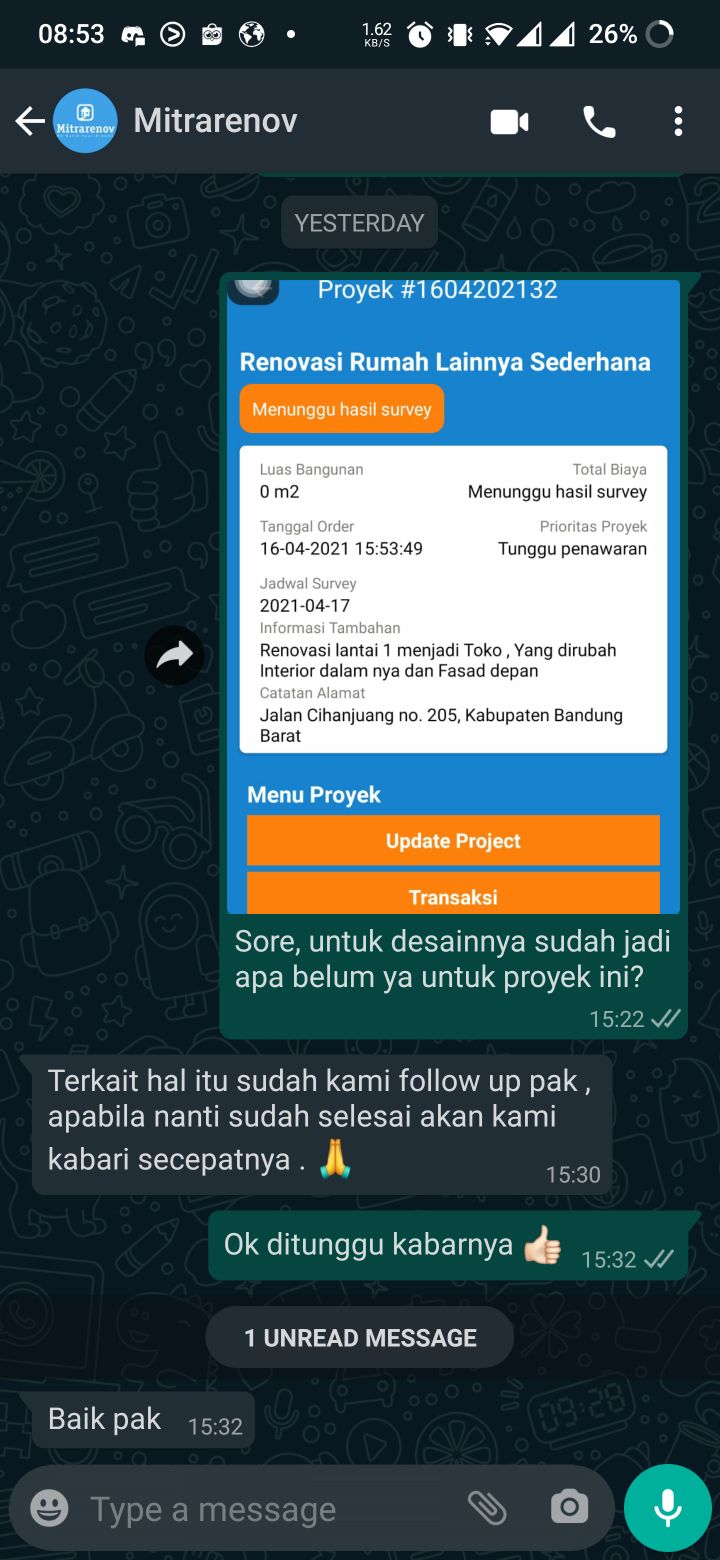 08:53
1.62
KB/S
26%
Mitrarenov
Mitrarenov
YESTERDAY
Proyek #1604202132
Renovasi Rumah Lainnya Sederhana
Menunggu hasil survey
Luas Bangunan
Total Biaya
0 m2
Menunggu hasil survey
Tanggal Order
Prioritas Proyek
16-04-2021 15:53:49
Tunggu penawaran
Jadwal Survey
2021-04-17
Informasi Tambahan
Renovasi lantai 1 menjadi Toko , Yang dirubah
Interior dalam nya dan Fasad depan
Catatan Alamat
Jalan Cihanjuang no. 205, Kabupaten Bandung
Barat
Menu Proyek
Update Project
Transaksi
Sore, untuk desainnya sudah jadi
apa belum ya untuk proyek ini?
15:22
Terkait hal itu sudah kami follow up pak ,
apabila nanti sudah selesai akan kami
kabari secepatnya . 🙏
15:30
Ok ditunggu kabarnya 👍🏻
15:32
1 UNREAD MESSAGE
Baik pak
15:32
09:28
Type a message